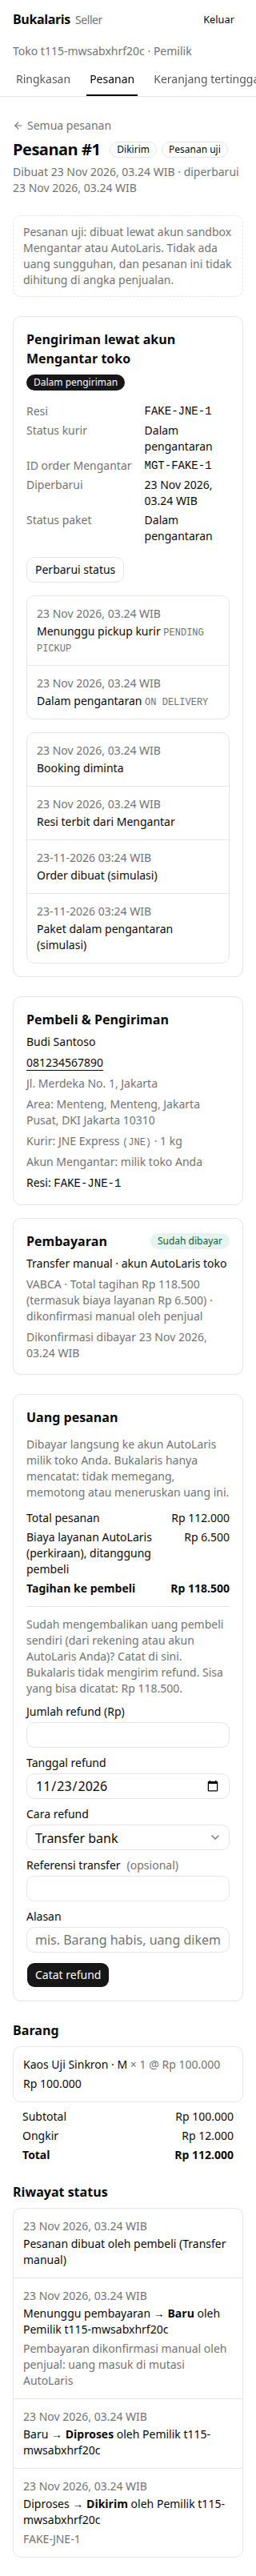 Bukalaris Seller
Keluar
Toko t115-mwsabxhrf20c · Pemilik
Ringkasan
Pesanan
Keranjang tertingga
← Semua pesanan
Pesanan #1
Dikirim
Pesanan uji
Dibuat 23 Nov 2026, 03.24 WIB · diperbarui
23 Nov 2026, 03.24 WIB
Pesanan uji: dibuat lewat akun sandbox
Mengantar atau AutoLaris. Tidak ada
uang sungguhan, dan pesanan ini tidak
dihitung di angka penjualan.
Pengiriman lewat akun
Mengantar toko
Dalam pengiriman
Resi
FAKE-JNE-1
Status kurir
Dalam
pengantaran
ID order Mengantar
MGT-FAKE-1
Diperbarui
23 Nov 2026,
03.24 WIB
Status paket
Dalam
pengantaran
Perbarui status
23 Nov 2026, 03.24 WIB
Menunggu pickup kurir PENDING
PICKUP
23 Nov 2026, 03.24 WIB
Dalam pengantaran ON DELIVERY
23 Nov 2026, 03.24 WIB
Booking diminta
23 Nov 2026, 03.24 WIB
Resi terbit dari Mengantar
23-11-2026 03:24 WIB
Order dibuat (simulasi)
23-11-2026 03:24 WIB
Paket dalam pengantaran
(simulasi)
Pembeli & Pengiriman
Budi Santoso
081234567890
Jl. Merdeka No. 1, Jakarta
Area: Menteng, Menteng, Jakarta
Pusat, DKI Jakarta 10310
Kurir: JNE Express (JNE) · 1 kg
Akun Mengantar: milik toko Anda
Resi: FAKE-JNE-1
Pembayaran
Sudah dibayar
Transfer manual · akun AutoLaris toko
VABCA · Total tagihan Rp 118.500
(termasuk biaya layanan Rp 6.500) ·
dikonfirmasi manual oleh penjual
Dikonfirmasi dibayar 23 Nov 2026,
03.24 WIB
Uang pesanan
Dibayar langsung ke akun AutoLaris
milik toko Anda. Bukalaris hanya
mencatat: tidak memegang,
memotong atau meneruskan uang ini.
Total pesanan
Rp 112.000
Biaya layanan AutoLaris
(perkiraan), ditanggung
pembeli
Rp 6.500
Tagihan ke pembeli
Rp 118.500
Sudah mengembalikan uang pembeli
sendiri (dari rekening atau akun
AutoLaris Anda)? Catat di sini.
Bukalaris tidak mengirim refund. Sisa
yang bisa dicatat: Rp 118.500.
Jumlah refund (Rp)
Tanggal refund
11/23/2026
Cara refund
Transfer bank
Referensi transfer (opsional)
Alasan
mis. Barang habis, uang dikem
Catat refund
Barang
Kaos Uji Sinkron · M × 1 @ Rp 100.000
Rp 100.000
Subtotal
Rp 100.000
Ongkir
Rp 12.000
Total
Rp 112.000
Riwayat status
23 Nov 2026, 03.24 WIB
Pesanan dibuat oleh pembeli (Transfer
manual)
23 Nov 2026, 03.24 WIB
Menunggu pembayaran → Baru oleh
Pemilik t115-mwsabxhrf20c
Pembayaran dikonfirmasi manual oleh
penjual: uang masuk di mutasi
AutoLaris
23 Nov 2026, 03.24 WIB
Baru → Diproses oleh Pemilik t115-
mwsabxhrf20c
23 Nov 2026, 03.24 WIB
Diproses → Dikirim oleh Pemilik t115-
mwsabxhrf20c
FAKE-JNE-1